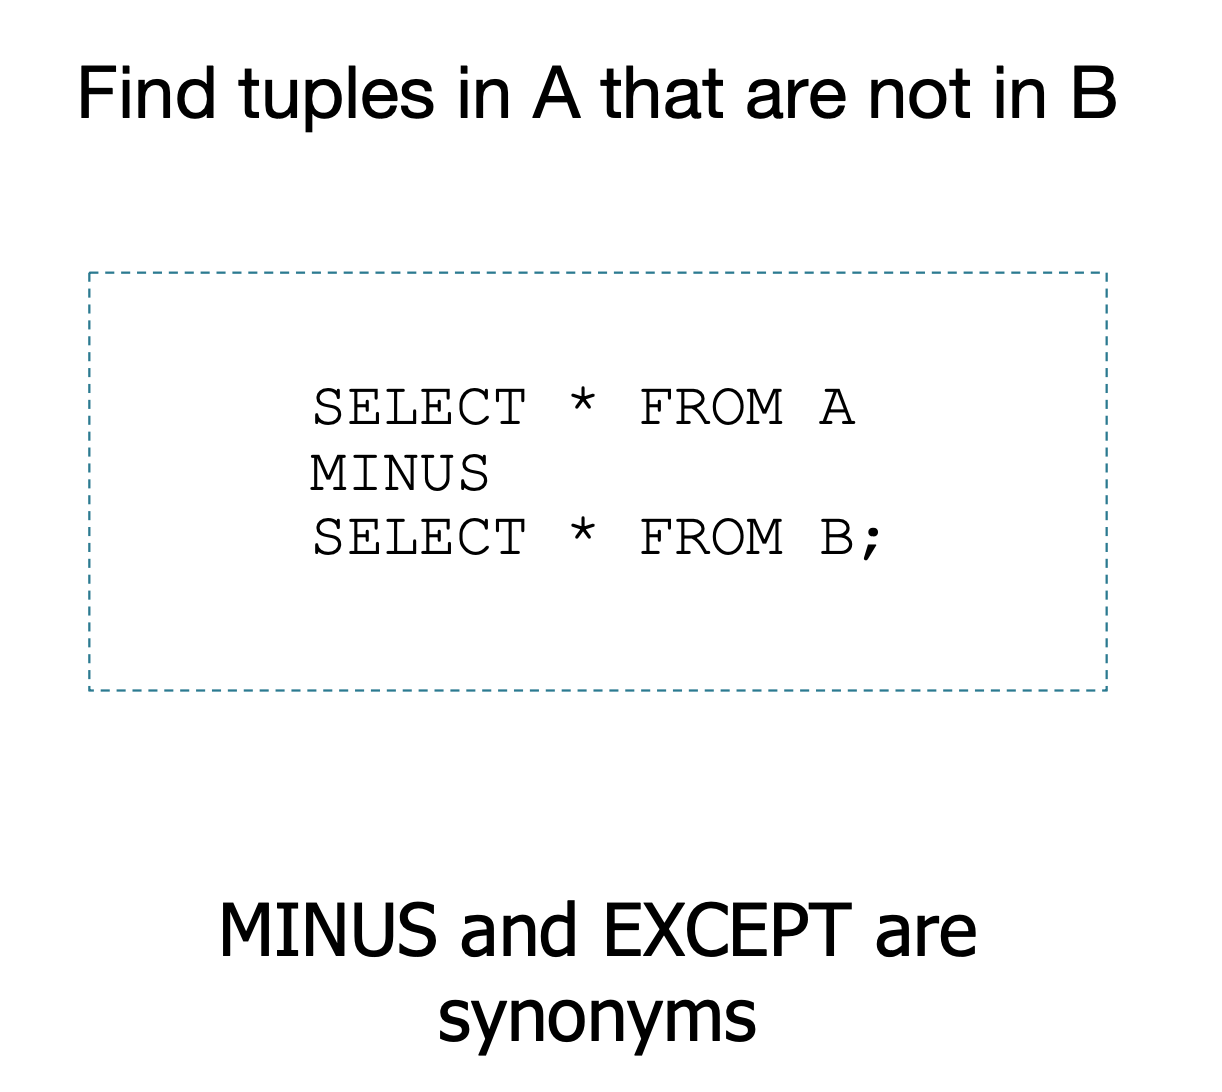 Find tuples in A that are not in B
SELECT * FROM A
MINUS
SELECT * FROM B;
MINUS and EXCEPT are
synonyms